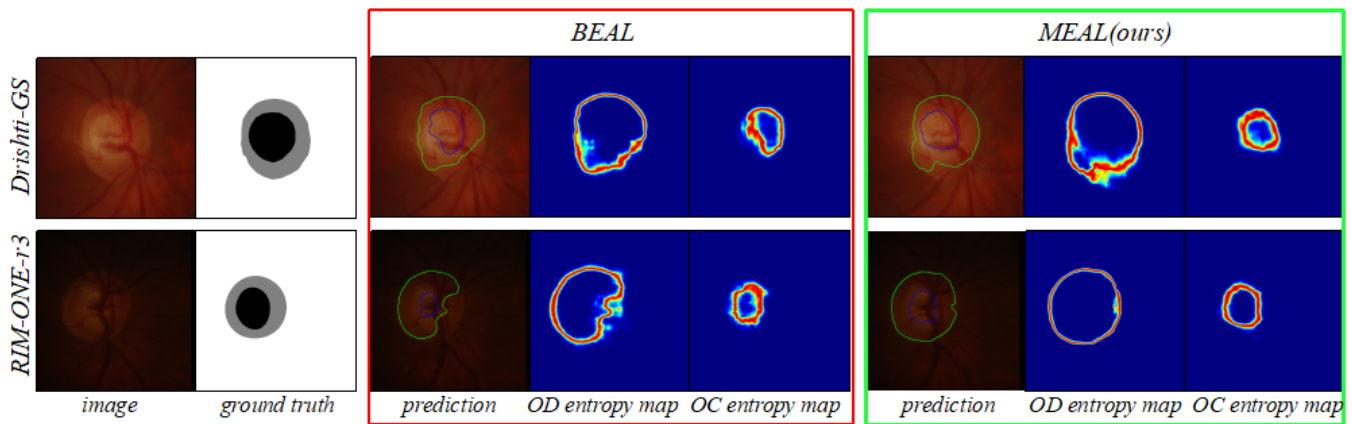 BEAL
MEAL(ours)
Drishti-GS
RIM-ONE-r3
image
ground truth
prediction
OD entropy map
OC entropy map
prediction
OD entropy map
OC entropy map